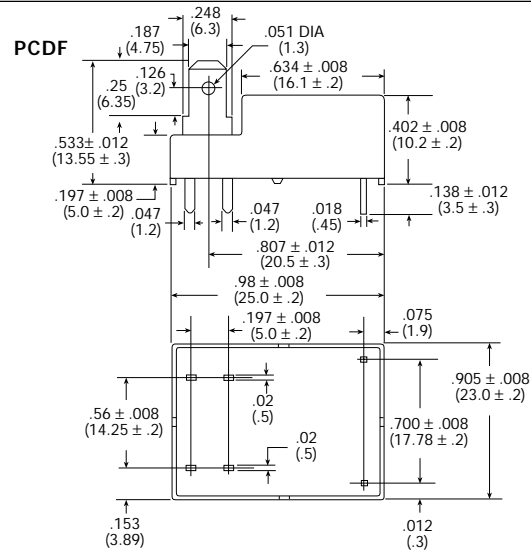 .248
(6.3)
.187
(4.75)
PCDF
.051 DIA
(1.3)
.126
(3.2)
.25
(6.35)
.634 ± .008
(16.1 ± .2)
.533± .012
(13.55 ± .3)
.402 ± .008
(10.2 ± .2)
.197 ± .008
(5.0 ± .2)
.047
(1.2)
.047
(1.2)
.018
(.45)
.138 ± .012
(3.5 ± .3)
.807 ± .012
(20.5 ± .3)
.98 ± .008
(25.0 ± .2)
.197 ± .008
(5.0 ± .2)
.075
(1.9)
.02
(.5)
.905 ± .008
(23.0 ± .2)
.56 ± .008
(14.25 ± .2)
.700 ± .008
(17.78 ± .2)
.02
(.5)
.153
(3.89)
.012
(.3)